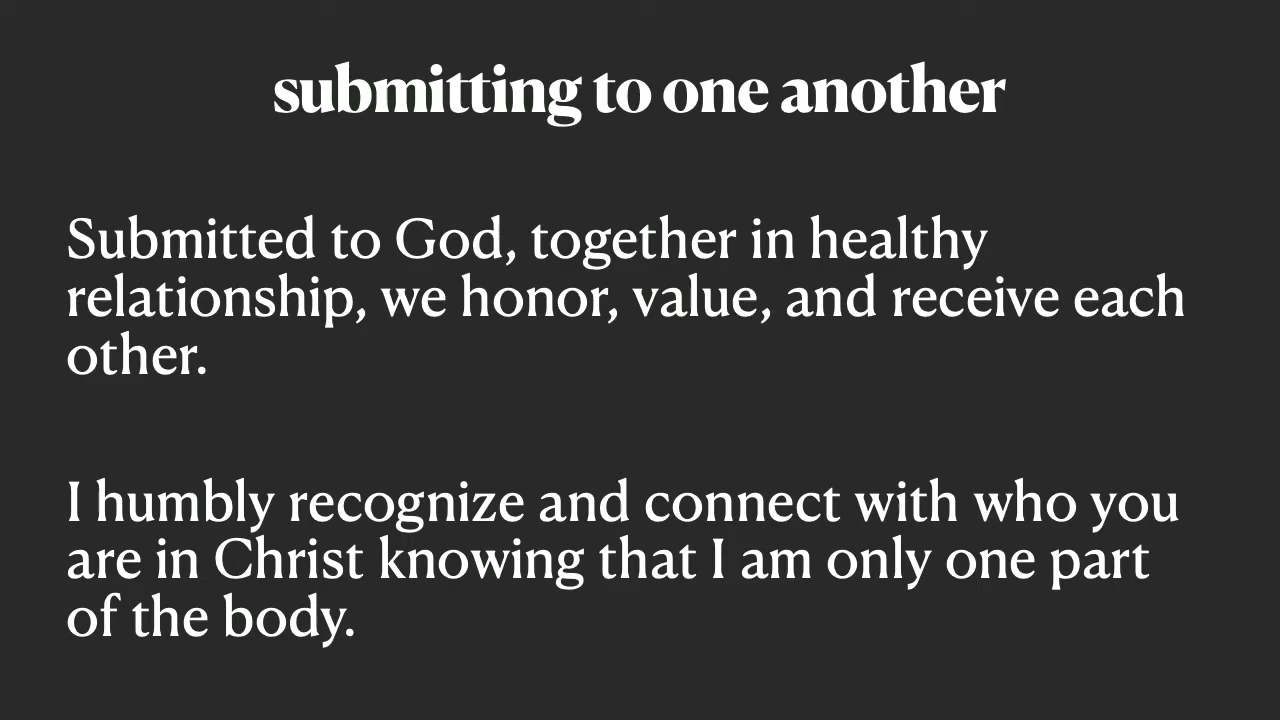 submitting to one another
Submitted to God, together in healthy
relationship, we honor, value, and receive each
other.
I humbly recognize and connect with who you
are in Christ knowing that I am only one part
of the body.